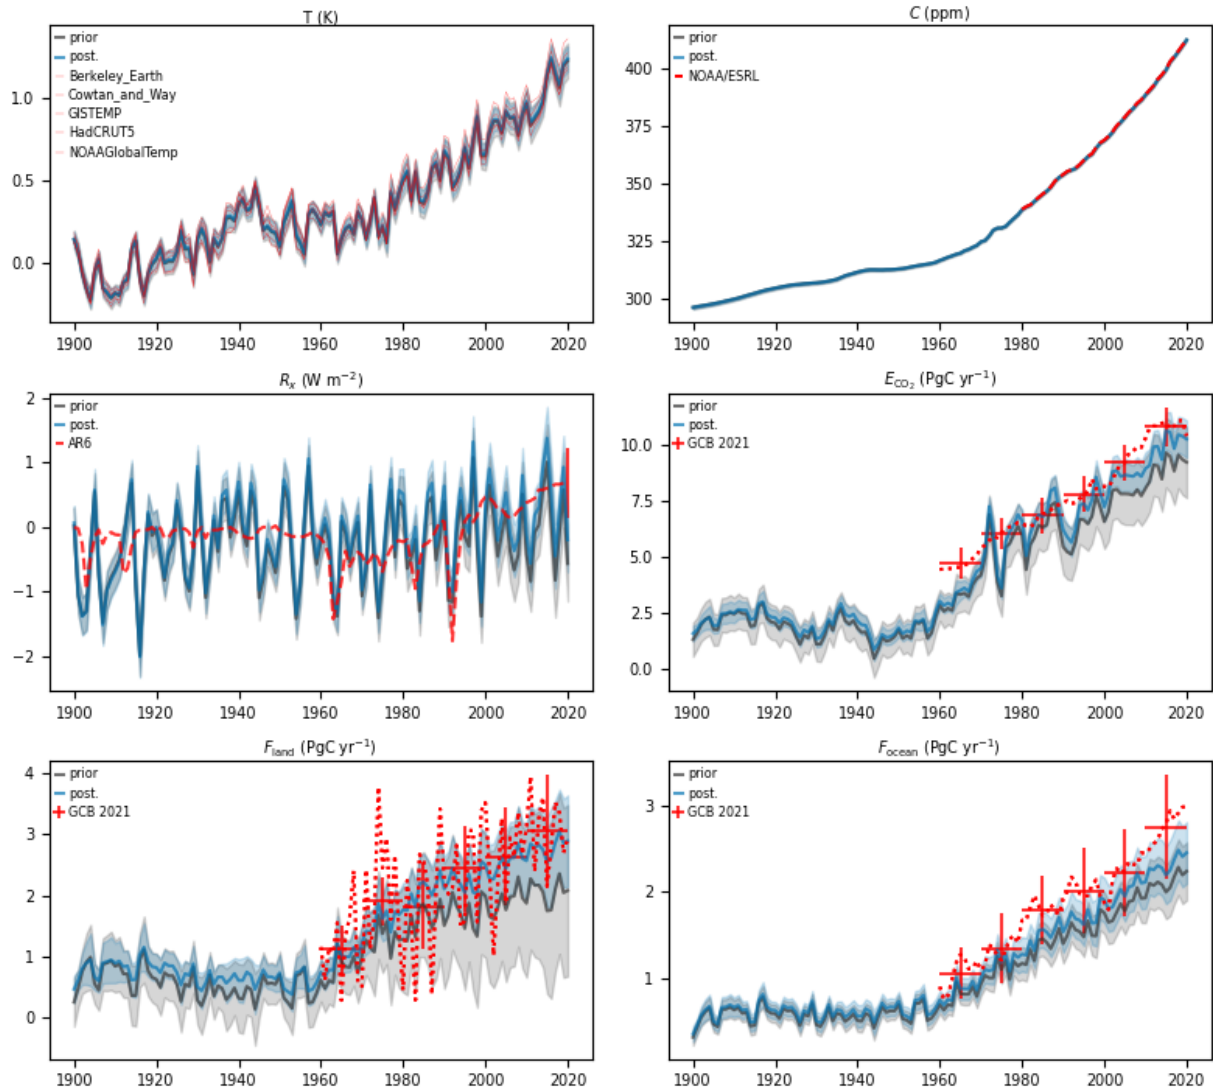 T (K)
prior
post.
Berkeley_Earth
Cowtan_and_Way
GISTEMP
HadCRUT5
NOAAGlobalTemp
1.0
0.5
0.0
1900 1920 1940 1960 1980 2000 2020
C (ppm)
prior
post.
NOAA/ESRL
400
375
350
325
300
1900 1920 1940 1960 1980 2000 2020
Rx (W m−2)
prior
post.
AR6
2
1
0
−1
−2
1900 1920 1940 1960 1980 2000 2020
ECO2 (PgC yr−1)
prior
post.
GCB 2021
10.0
7.5
5.0
2.5
0.0
1900 1920 1940 1960 1980 2000 2020
Fland (PgC yr−1)
prior
post.
GCB 2021
4
3
2
1
0
1900 1920 1940 1960 1980 2000 2020
Focean (PgC yr−1)
prior
post.
GCB 2021
3
2
1
1900 1920 1940 1960 1980 2000 2020